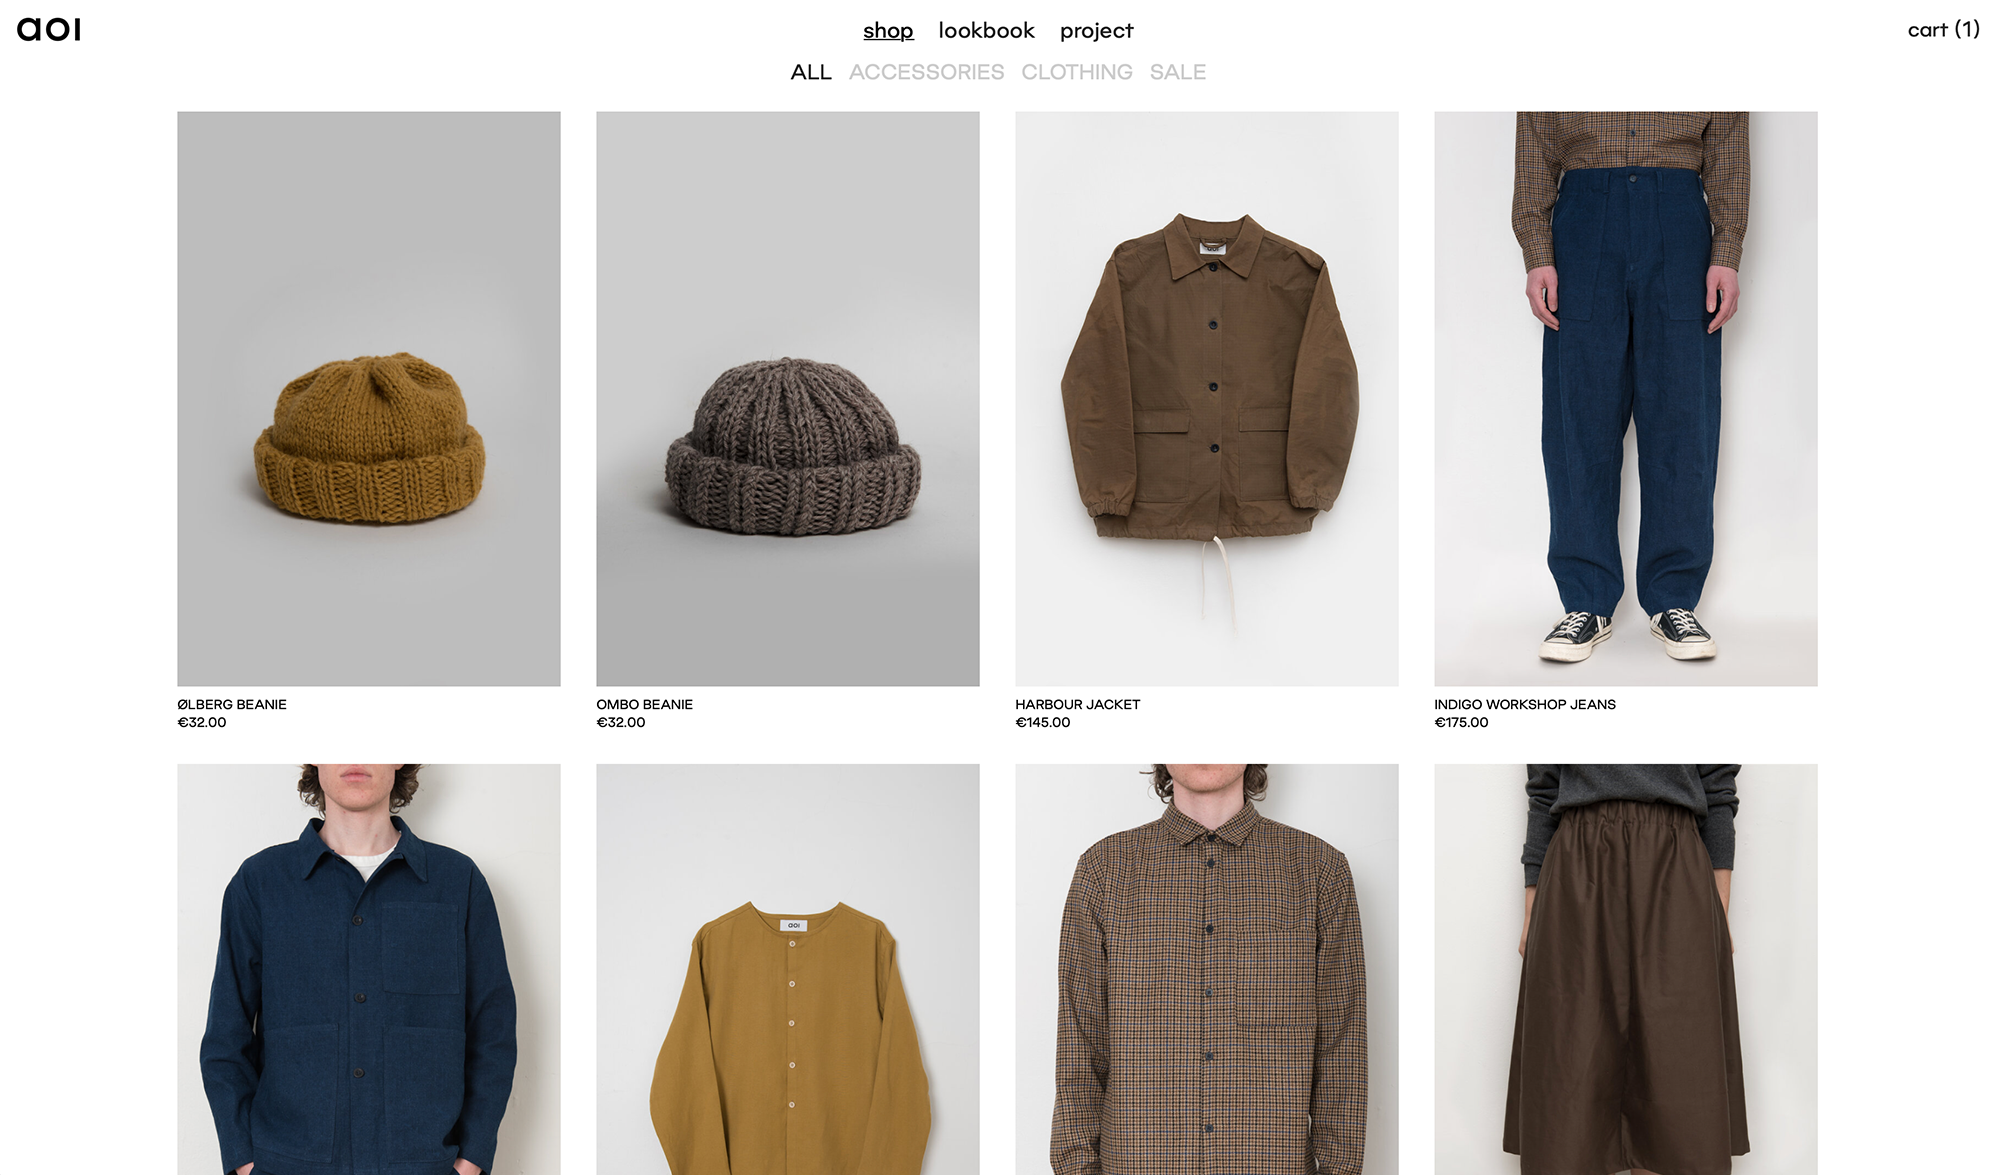 aoi
shop lookbook project
cart (1)
ALL ACCESSORIES CLOTHING SALE
aoi
ØLBERG BEANIE
€32.00
OMBO BEANIE
€32.00
HARBOUR JACKET
€145.00
INDIGO WORKSHOP JEANS
€175.00
aoi